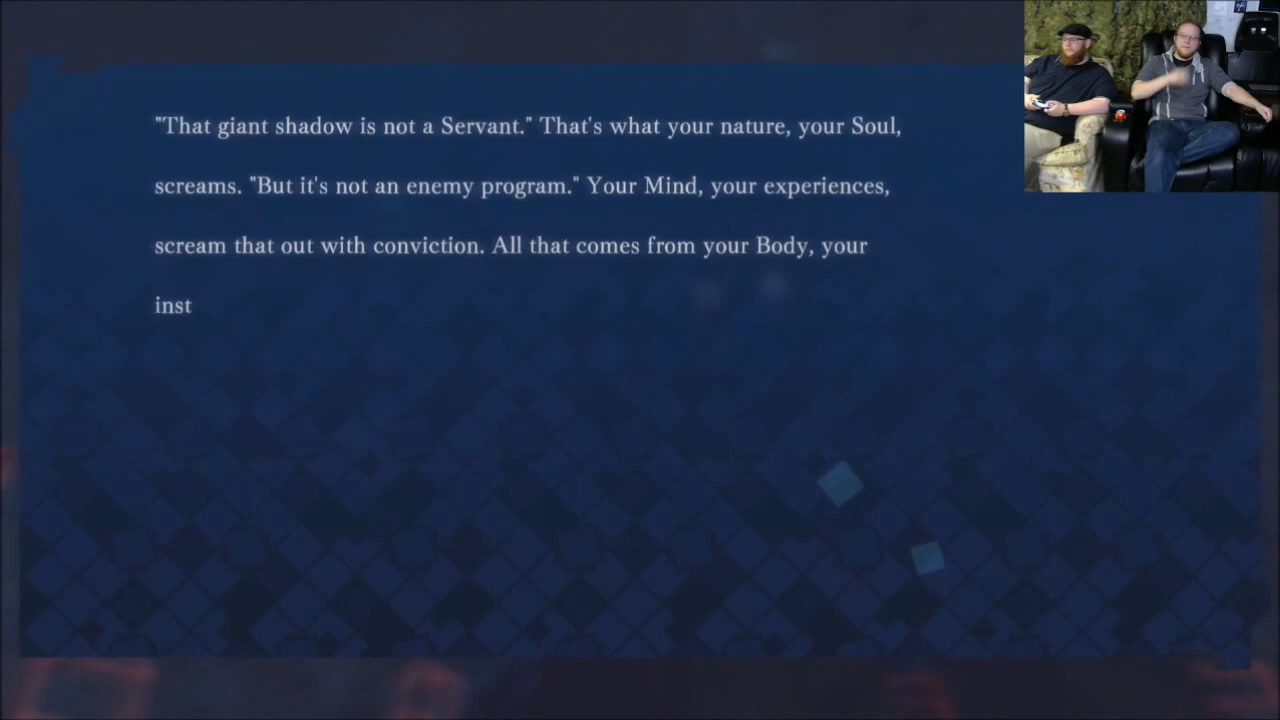 "That giant shadow is not a Servant." That's what your nature, your Soul,
screams. "But it's not an enemy program." Your Mind, your experiences,
scream that out with conviction. All that comes from your Body, your
inst